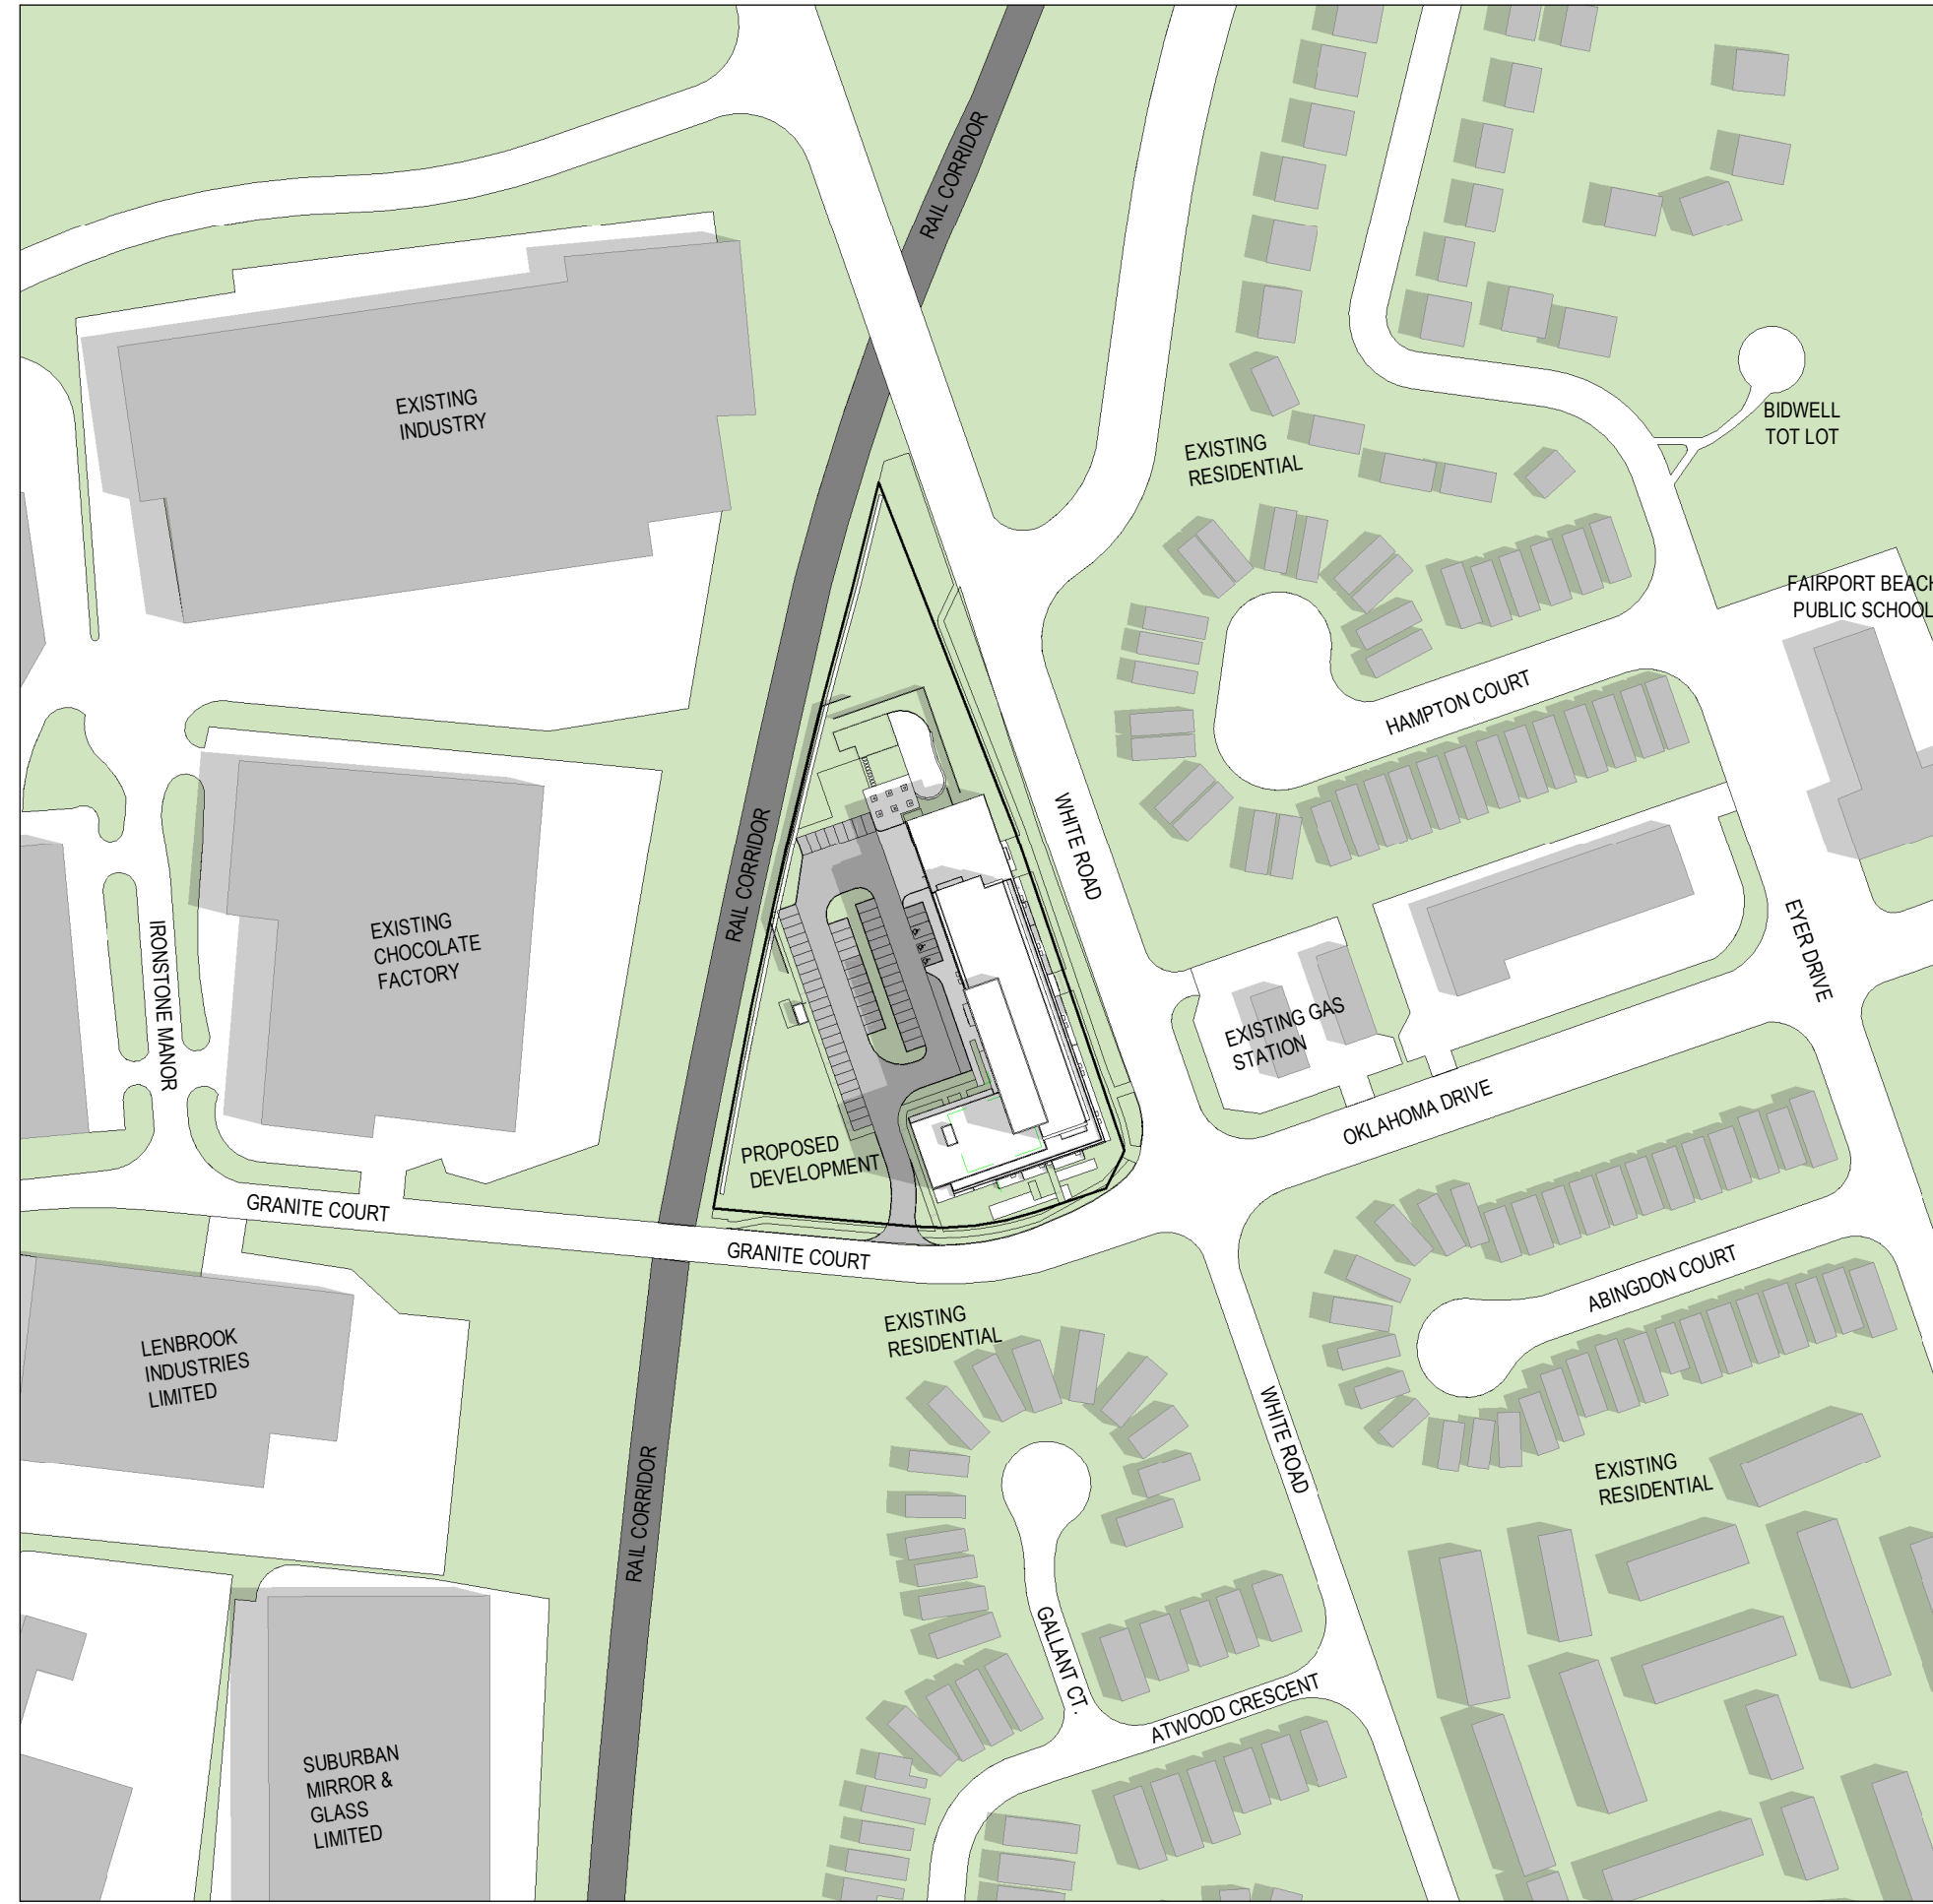 RAIL CORRIDOR
EXISTING
INDUSTRY
EXISTING
RESIDENTIAL
BIDWELL
TOT LOT
FAIRPORT BEACH
PUBLIC SCHOOL
HAMPTON COURT
WHITE ROAD
RAIL CORRIDOR
EXISTING
CHOCOLATE
FACTORY
IRONSTONE MANOR
EYER DRIVE
EXISTING GAS
STATION
OKLAHOMA DRIVE
PROPOSED
DEVELOPMENT
GRANITE COURT
GRANITE COURT
ABINGDON COURT
EXISTING
RESIDENTIAL
LENBROOK
INDUSTRIES
LIMITED
WHITE ROAD
RAIL CORRIDOR
EXISTING
RESIDENTIAL
GALLANT CT.
ATWOOD CRESCENT
SUBURBAN
MIRROR &
GLASS
LIMITED